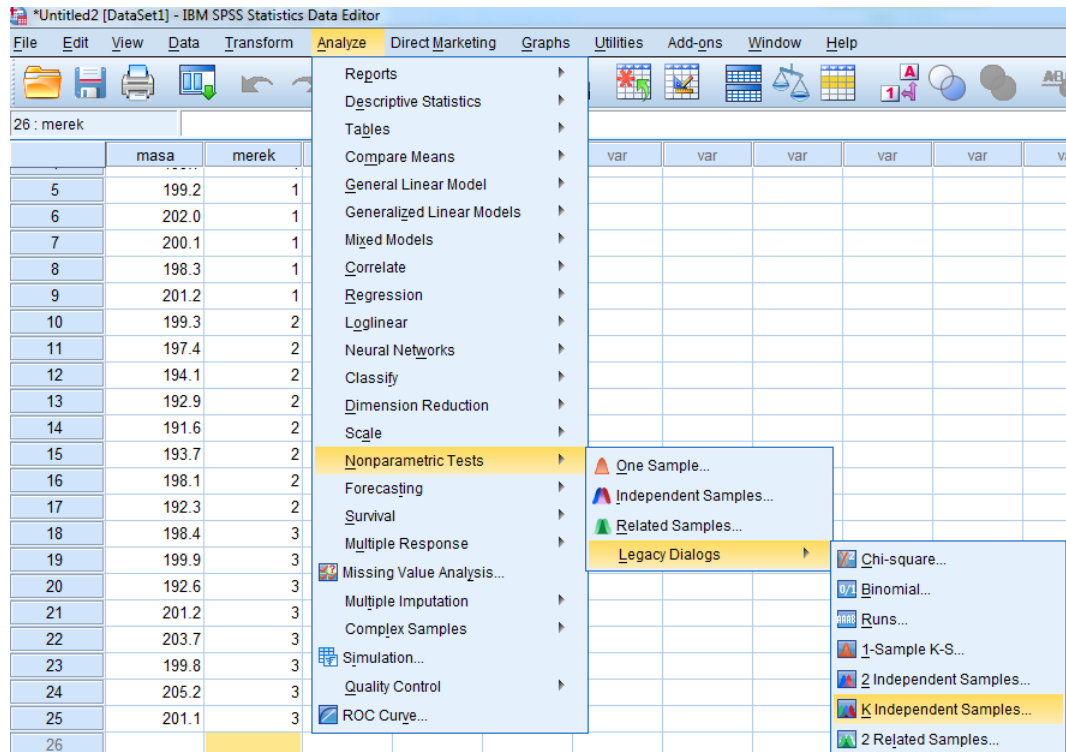 *Untitled2 [DataSet1] - IBM SPSS Statistics Data Editor
File Edit View Data Transform Analyze Direct Marketing Graphs Utilities Add-ons Window Help
26 : merek
masa merek var var var var var
5 199.2 1
6 202.0 1
7 200.1 1
8 198.3 1
9 201.2 1
10 199.3 2
11 197.4 2
12 194.1 2
13 192.9 2
14 191.6 2
15 193.7 2
16 198.1 2
17 192.3 2
18 198.4 3
19 199.9 3
20 192.6 3
21 201.2 3
22 203.7 3
23 199.8 3
24 205.2 3
25 201.1 3
26
Reports
Descriptive Statistics
Tables
Compare Means
General Linear Model
Generalized Linear Models
Mixed Models
Correlate
Regression
Loglinear
Neural Networks
Classify
Dimension Reduction
Scale
Nonparametric Tests
Forecasting
Survival
Multiple Response
Missing Value Analysis...
Multiple Imputation
Complex Samples
Simulation...
Quality Control
ROC Curve...
One Sample...
Independent Samples...
Related Samples...
Legacy Dialogs
Chi-square...
Binomial...
Runs...
1-Sample K-S...
2 Independent Samples...
K Independent Samples...
2 Related Samples...